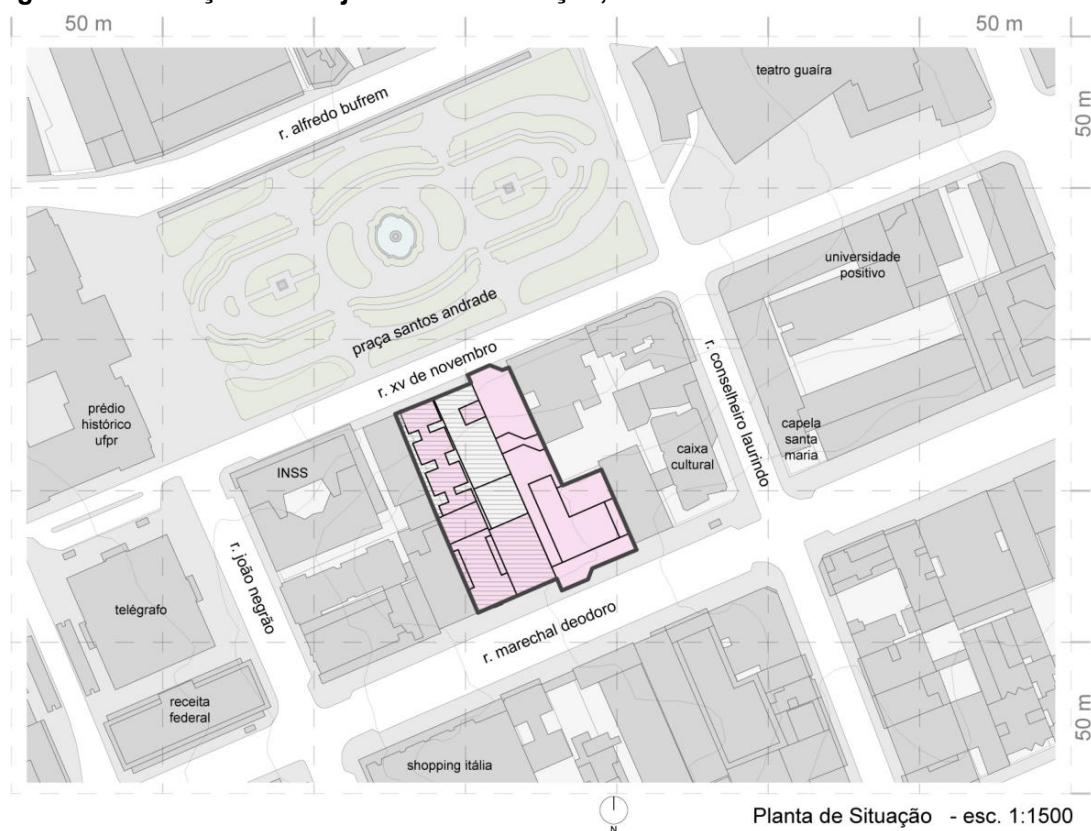 50 m
50 m
50 m
teatro guaíra
r. alfredo bufrem
universidade
positivo
praça santos andrade
r. xv de novembro
r. conselheiro laurindo
prédio
histórico
ufpr
capela
santa
maria
caixa
cultural
INSS
r. joão negrão
telégrafo
r. marechal deodoro
receita
federal
50 m
shopping itália
N
Planta de Situação - esc. 1:1500